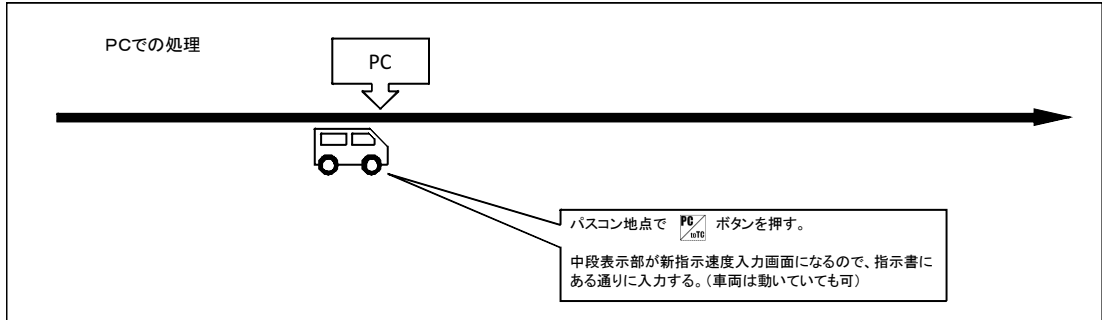 PCでの処理
PC
パスコン地点で PC/toTC ボタンを押す。
中段表示部が新指示速度入力画面になるので、指示書に
ある通りに入力する。（車両は動いていても可）